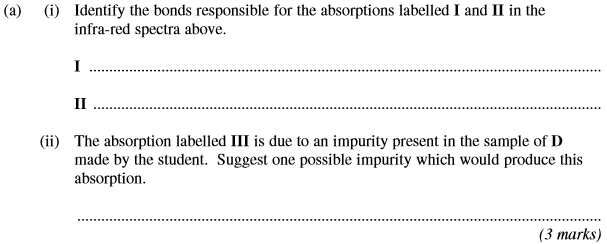 (a) (i) Identify the bonds responsible for the absorptions labelled I and II in the
infra-red spectra above.
I ..........................................................................................................................
II ..........................................................................................................................
(ii) The absorption labelled III is due to an impurity present in the sample of D
made by the student. Suggest one possible impurity which would produce this
absorption.
..........................................................................................................................
(3 marks)